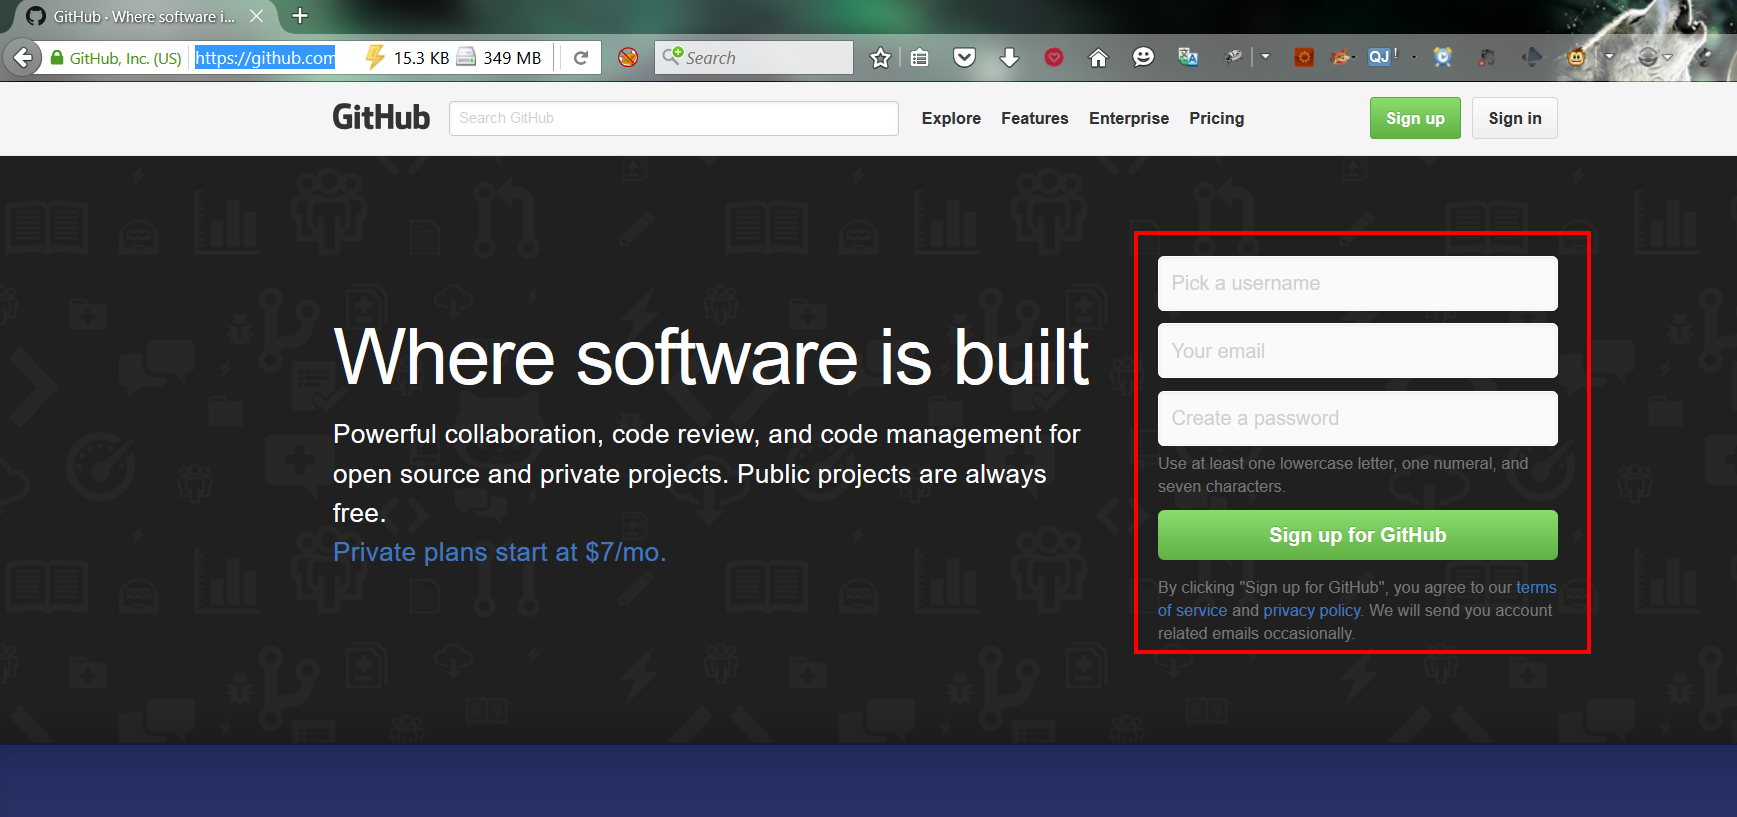 GitHub · Where software i...
GitHub, Inc. (US)
https://github.com
15.3 KB
349 MB
Search
QJ !
GitHub
Search GitHub
Explore
Features
Enterprise
Pricing
Sign up
Sign in
Where software is built
Powerful collaboration, code review, and code management for
open source and private projects. Public projects are always
free.
Private plans start at $7/mo.
Pick a username
Your email
Create a password
Use at least one lowercase letter, one numeral, and
seven characters.
Sign up for GitHub
By clicking "Sign up for GitHub", you agree to our terms
of service and privacy policy. We will send you account
related emails occasionally.